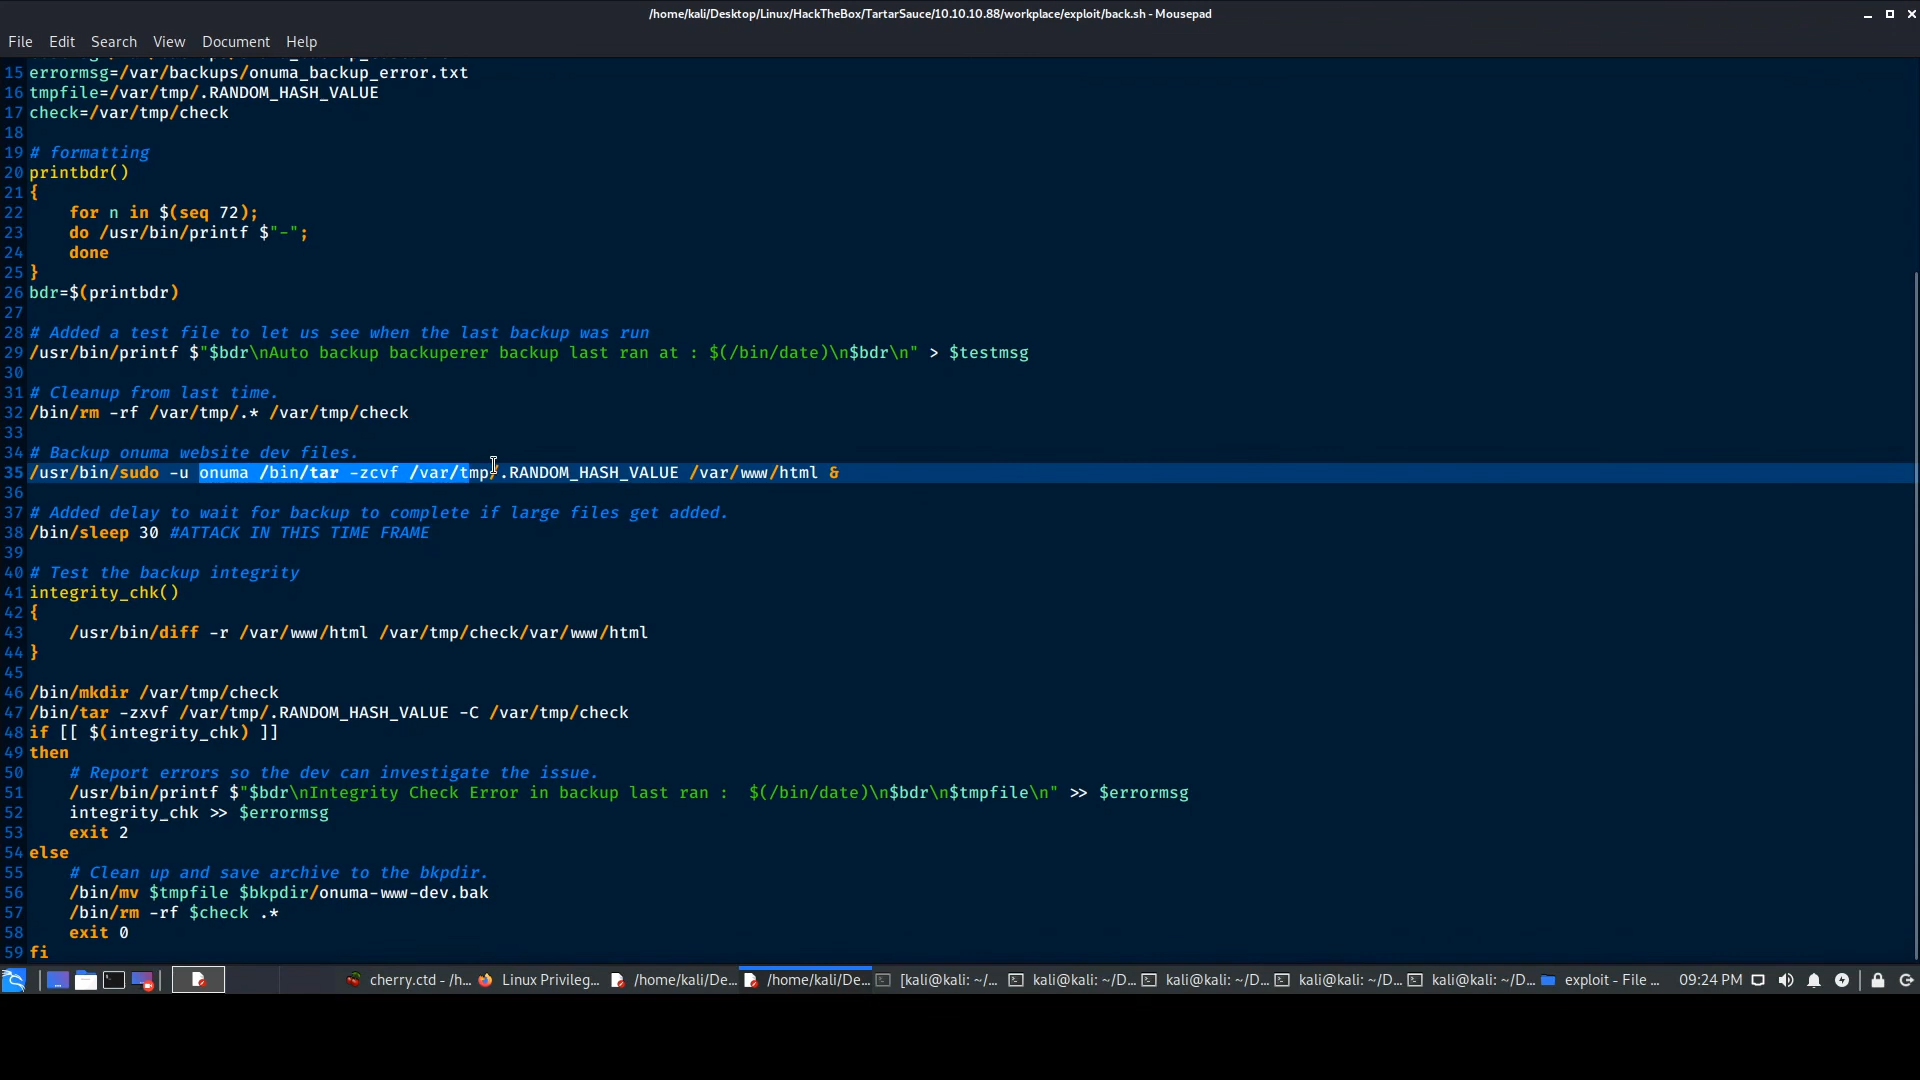 /home/kali/Desktop/Linux/HackTheBox/TartarSauce/10.10.10.88/workplace/exploit/back.sh - Mousepad
File Edit Search View Document Help
15 errormsg=/var/backups/onuma_backup_error.txt
16 tmpfile=/var/tmp/.RANDOM_HASH_VALUE
17 check=/var/tmp/check
18
19 # formatting
20 printbdr()
21 {
22     for n in $(seq 72);
23     do /usr/bin/printf $"-";
24     done
25 }
26 bdr=$(printbdr)
27
28 # Added a test file to let us see when the last backup was run
29 /usr/bin/printf $"$bdr\nAuto backup backuperer backup last ran at : $(/bin/date)\n$bdr\n" > $testmsg
30
31 # Cleanup from last time.
32 /bin/rm -rf /var/tmp/.* /var/tmp/check
33
34 # Backup onuma website dev files.
35 /usr/bin/sudo -u onuma /bin/tar -zcvf /var/tmp/.RANDOM_HASH_VALUE /var/www/html &
36
37 # Added delay to wait for backup to complete if large files get added.
38 /bin/sleep 30 #ATTACK IN THIS TIME FRAME
39
40 # Test the backup integrity
41 integrity_chk()
42 {
43     /usr/bin/diff -r /var/www/html /var/tmp/check/var/www/html
44 }
45
46 /bin/mkdir /var/tmp/check
47 /bin/tar -zxvf /var/tmp/.RANDOM_HASH_VALUE -C /var/tmp/check
48 if [[ $(integrity_chk) ]]
49 then
50     # Report errors so the dev can investigate the issue.
51     /usr/bin/printf $"$bdr\nIntegrity Check Error in backup last ran :  $(/bin/date)\n$bdr\n$tmpfile\n" >> $errormsg
52     integrity_chk >> $errormsg
53     exit 2
54 else
55     # Clean up and save archive to the bkpdir.
56     /bin/mv $tmpfile $bkpdir/onuma-www-dev.bak
57     /bin/rm -rf $check .*
58     exit 0
59 fi
cherry.ctd - /h... Linux Privileg... /home/kali/De... /home/kali/De... [kali@kali: ~/... kali@kali: ~/D... kali@kali: ~/D... kali@kali: ~/D... kali@kali: ~/D... exploit - File ... 09:24 PM